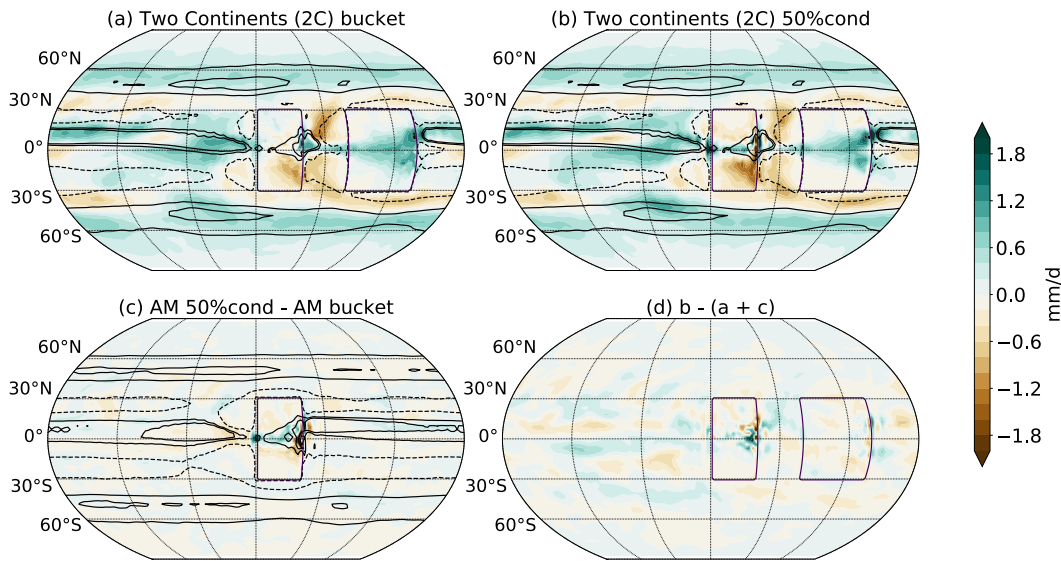 (a) Two Continents (2C) bucket
(b) Two continents (2C) 50%cond
60°N
30°N
0°
30°S
60°S
60°N
30°N
0°
30°S
60°S
(c) AM 50%cond - AM bucket
(d) b - (a + c)
60°N
30°N
0°
30°S
60°S
60°N
30°N
0°
30°S
60°S
1.8
1.2
0.6
0.0
−0.6
−1.2
−1.8
mm/d